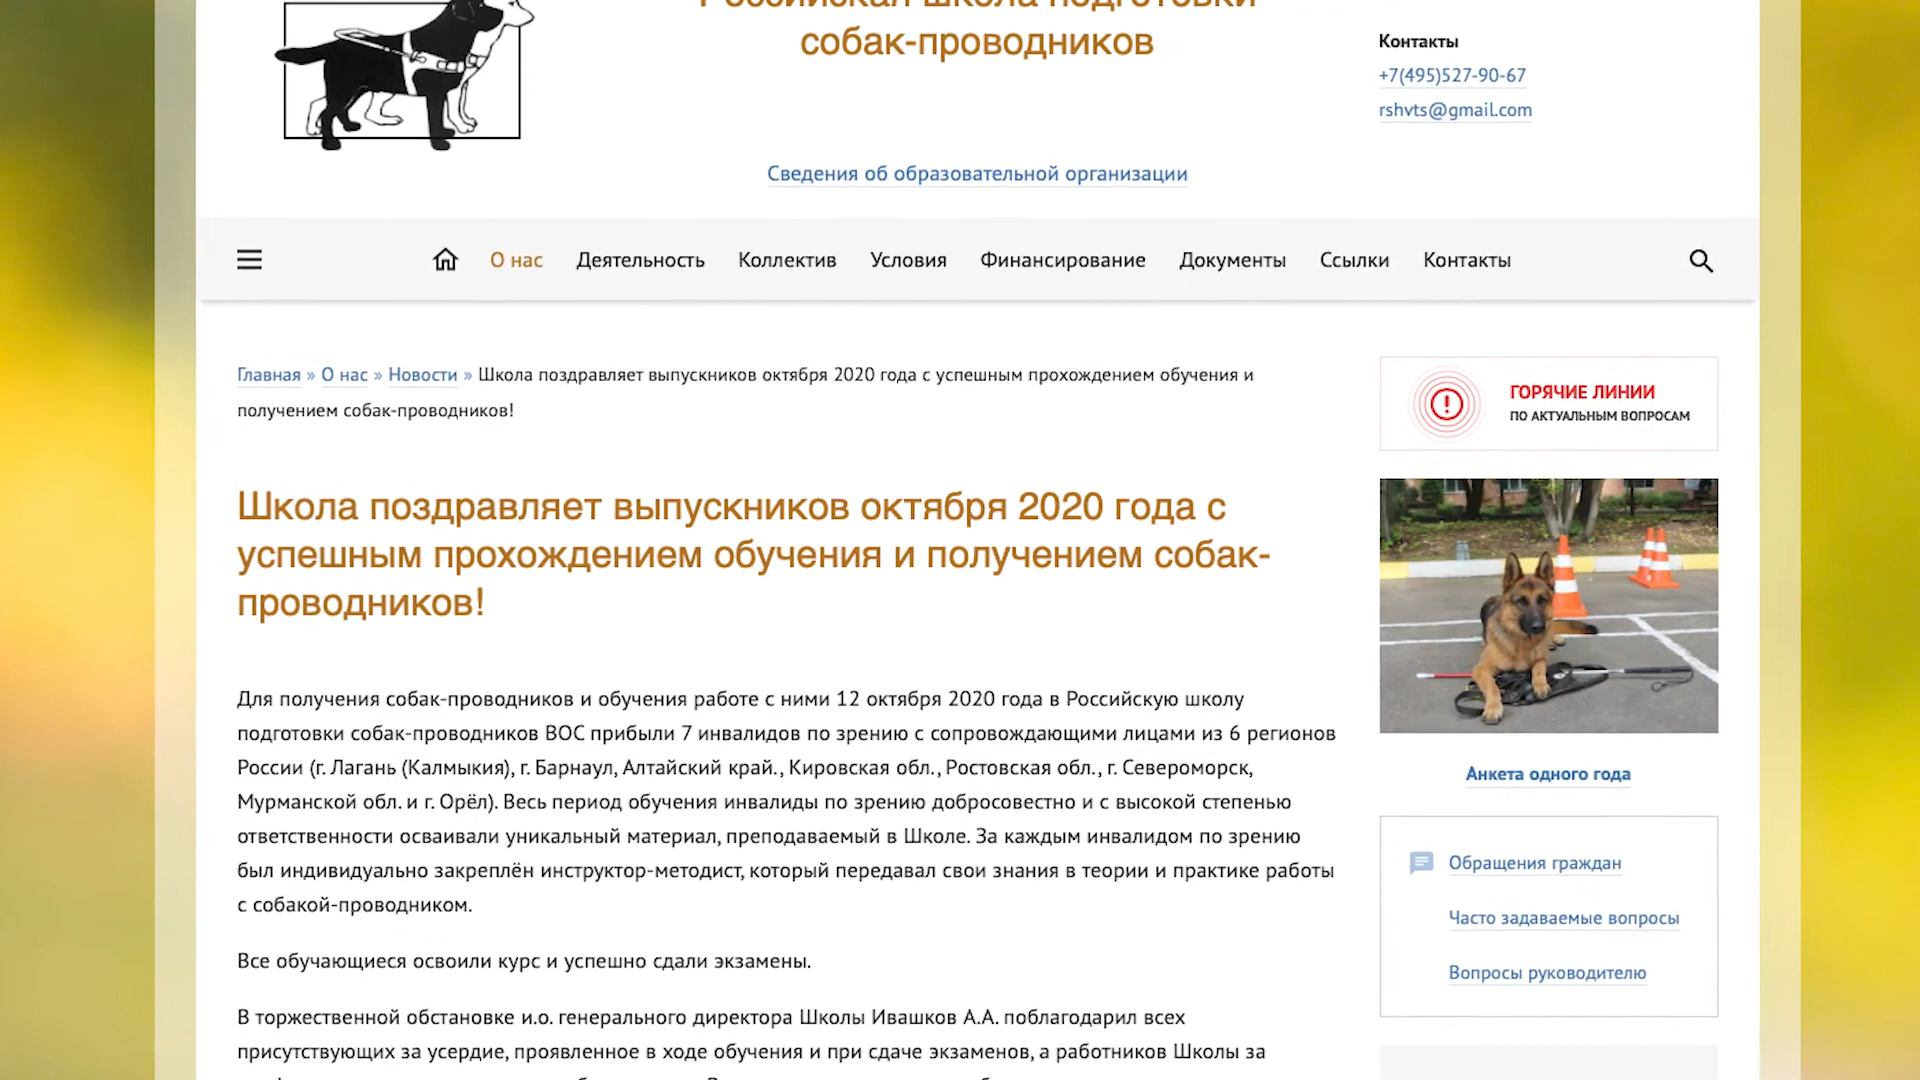 Российская школа подготовки
собак-проводников
Контакты
+7(495)527-90-67
rshvts@gmail.com
Сведения об образовательной организации
О нас Деятельность Коллектив Условия Финансирование Документы Ссылки Контакты
Главная » О нас » Новости » Школа поздравляет выпускников октября 2020 года с успешным прохождением обучения и
получением собак-проводников!
Школа поздравляет выпускников октября 2020 года с
успешным прохождением обучения и получением собак-
проводников!
Для получения собак-проводников и обучения работе с ними 12 октября 2020 года в Российскую школу
подготовки собак-проводников ВОС прибыли 7 инвалидов по зрению с сопровождающими лицами из 6 регионов
России (г. Лагань (Калмыкия), г. Барнаул, Алтайский край., Кировская обл., Ростовская обл., г. Североморск,
Мурманской обл. и г. Орёл). Весь период обучения инвалиды по зрению добросовестно и с высокой степенью
ответственности осваивали уникальный материал, преподаваемый в Школе. За каждым инвалидом по зрению
был индивидуально закреплён инструктор-методист, который передавал свои знания в теории и практике работы
с собакой-проводником.
Все обучающиеся освоили курс и успешно сдали экзамены.
В торжественной обстановке и.о. генерального директора Школы Ивашков А.А. поблагодарил всех
присутствующих за усердие, проявленное в ходе обучения и при сдаче экзаменов, а работников Школы за
ГОРЯЧИЕ ЛИНИИ
ПО АКТУАЛЬНЫМ ВОПРОСАМ
Анкета одного года
Обращения граждан
Часто задаваемые вопросы
Вопросы руководителю